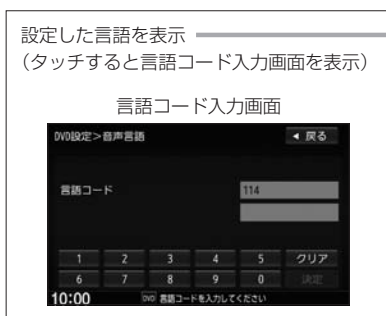 設定した言語を表示
（タッチすると言語コード入力画面を表示）
言語コード入力画面
DVD設定＞音声言語
◀ 戻る
言語コード
114
1 2 3 4 5 クリア
6 7 8 9 0 決定
10:00 DVD 言語コードを入力してください